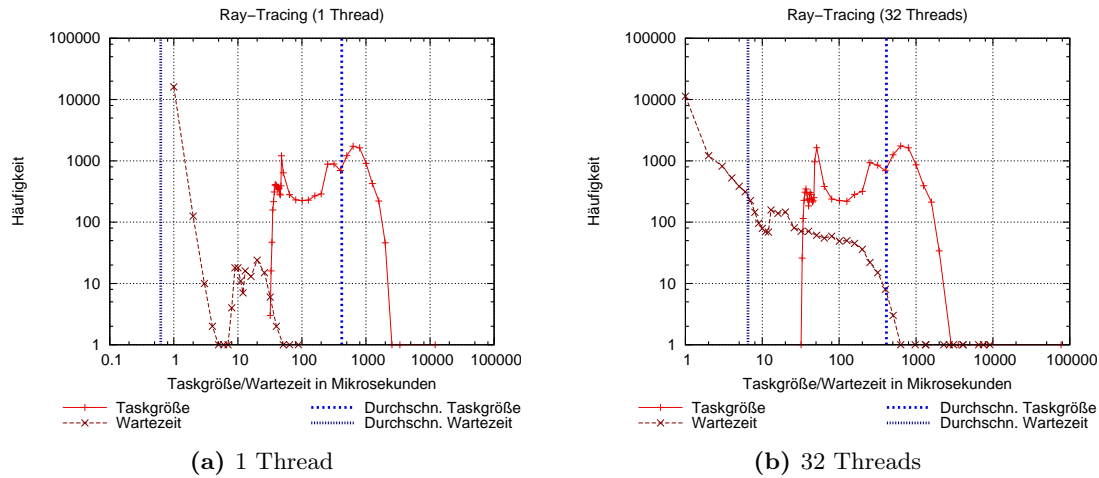 Ray-Tracing (1 Thread)
100000
10000
1000
100
10
1
0.1 1 10 100 1000 10000 100000
Häufigkeit
Taskgröße/Wartezeit in Mikrosekunden
Taskgröße
Wartezeit
Durchschn. Taskgröße
Durchschn. Wartezeit
(a) 1 Thread
Ray-Tracing (32 Threads)
100000
10000
1000
100
10
1
1 10 100 1000 10000 100000
Häufigkeit
Taskgröße/Wartezeit in Mikrosekunden
Taskgröße
Wartezeit
Durchschn. Taskgröße
Durchschn. Wartezeit
(b) 32 Threads